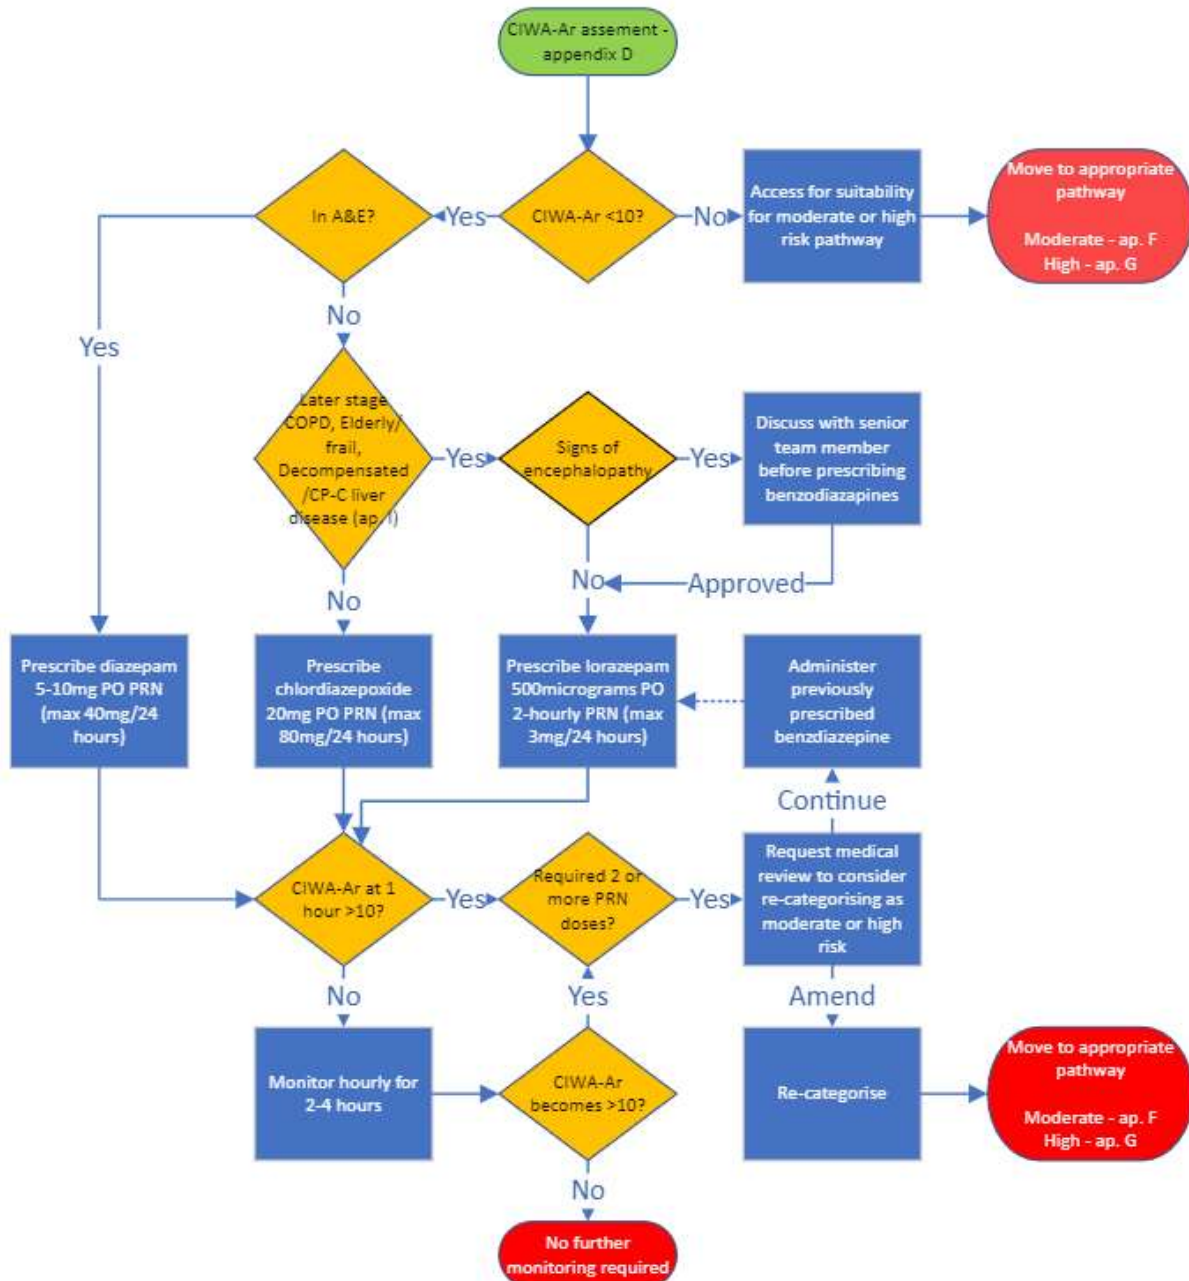 CIWA-Ar assement -
appendix D
In A&E?
Yes
CIWA-Ar <10?
No
Access for suitability
for moderate or high
risk pathway
Move to appropriate
pathway
Moderate - ap. F
High - ap. G
No
Yes
Later stage
COPD, Elderly/
frail,
Decompensated
/CP-C liver
disease (ap. I)
Yes
Signs of
encephalopathy
Yes
Discuss with senior
team member
before prescribing
benzodiazapines
No
No
Approved
Prescribe diazepam
5-10mg PO PRN
(max 40mg/24
hours)
Prescribe
chlordiazepoxide
20mg PO PRN (max
80mg/24 hours)
Prescribe lorazepam
500micrograms PO
2-hourly PRN (max
3mg/24 hours)
Administer
previously
prescribed
benzdiazepine
Continue
CIWA-Ar at 1
hour >10?
Yes
Required 2 or
more PRN
doses?
Yes
Request medical
review to consider
re-categorising as
moderate or high
risk
No
Yes
Amend
Monitor hourly for
2-4 hours
CIWA-Ar
becomes >10?
Re-categorise
Move to appropriate
pathway
Moderate - ap. F
High - ap. G
No
No further
monitoring required